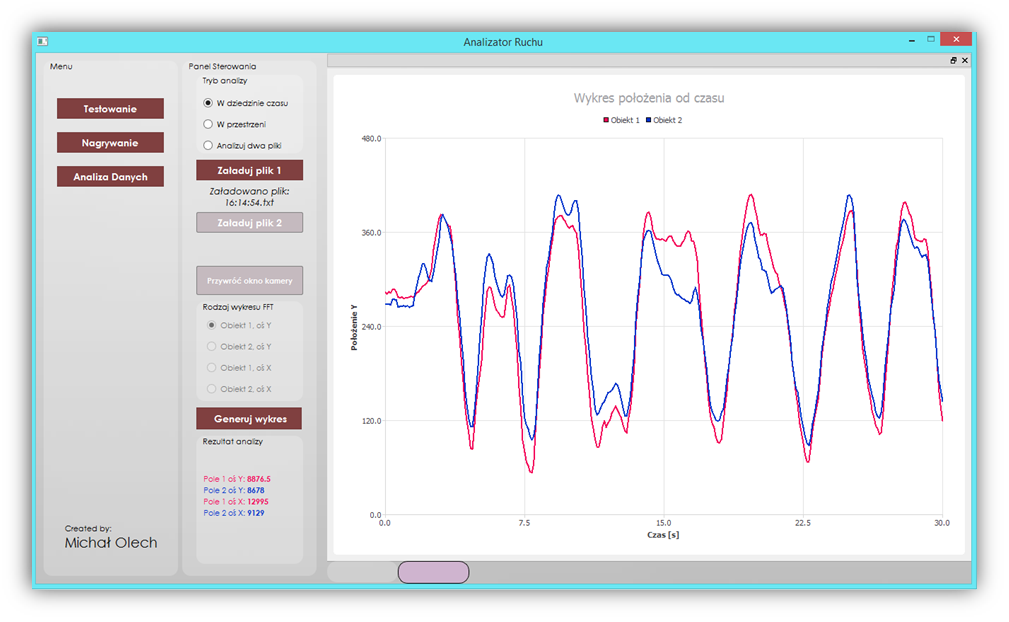 Analizator Ruchu
Menu
Testowanie
Nagrywanie
Analiza Danych
Created by:
Michał Olech
Panel Sterowania
Tryb analizy
W dziedzinie czasu
W przestrzeni
Analizuj dwa pliki
Załaduj plik 1
Załadowano plik:
16:14:54.txt
Załaduj plik 2
Przywróć okno kamery
Rodzaj wykresu FFT
Obiekt 1, oś Y
Obiekt 2, oś Y
Obiekt 1, oś X
Obiekt 2, oś X
Generuj wykres
Rezultat analizy
Pole 1 oś Y: 8876.5
Pole 2 oś Y: 8678
Pole 1 oś X: 12995
Pole 2 oś X: 9129
Wykres położenia od czasu
Obiekt 1 Obiekt 2
Położenie Y
480.0
360.0
240.0
120.0
0.0
0.0 7.5 15.0 22.5 30.0
Czas [s]